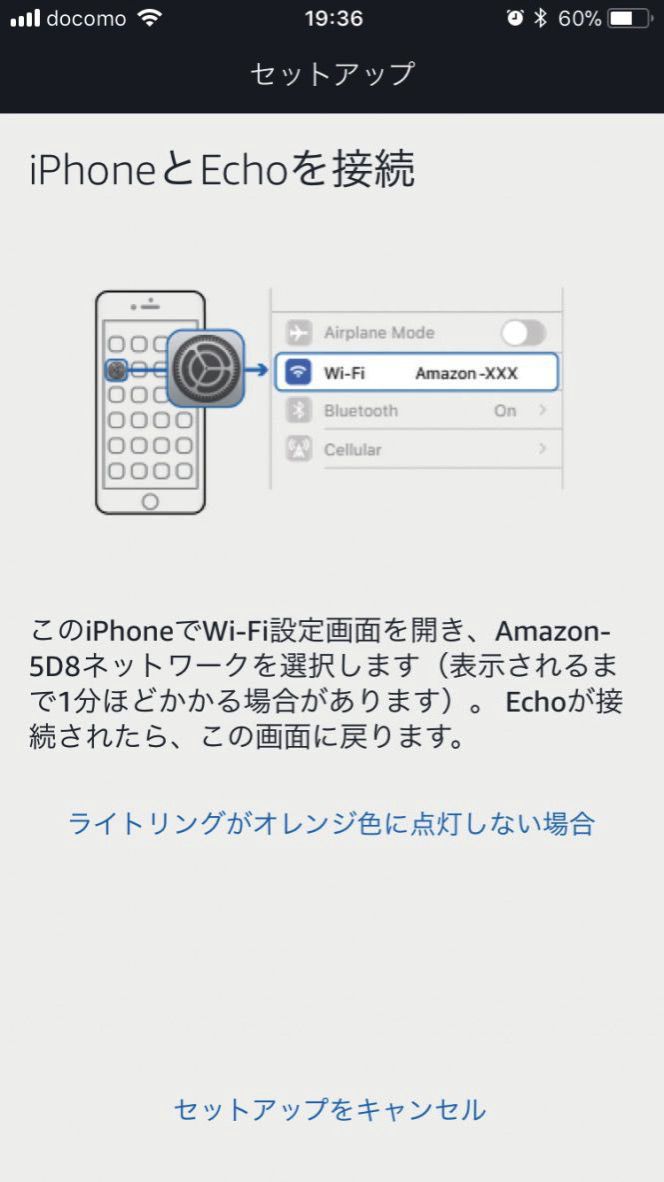 docomo 19:36 60%
セットアップ
iPhoneとEchoを接続
Airplane Mode
Wi-Fi Amazon-XXX
Bluetooth On
Cellular
このiPhoneでWi-Fi設定画面を開き、Amazon-
5D8ネットワークを選択します（表示されるま
で1分ほどかかる場合があります）。 Echoが接
続されたら、この画面に戻ります。
ライトリングがオレンジ色に点灯しない場合
セットアップをキャンセル